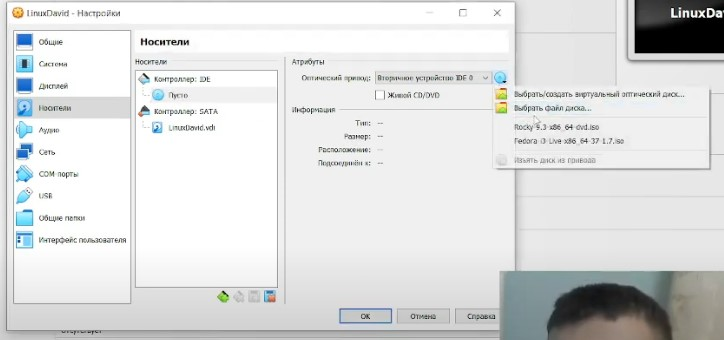 LinuxDavid - Настройки
LinuxDa
Общие
Система
Дисплей
Носители
Аудио
Сеть
COM-порты
USB
Общие папки
Интерфейс пользователя
Носители
Носители
Контроллер: IDE
Пусто
Контроллер: SATA
LinuxDavid.vdi
Атрибуты
Оптический привод: Вторичное устройство IDE 0
Живой CD/DVD
Информация
Тип: --
Размер: --
Расположение: --
Подсоединён к: --
Выбрать/создать виртуальный оптический диск...
Выбрать файл диска...
Rocky-9.3-x86_64-dvd.iso
Fedora-i3-Live-x86_64-37-1.7.iso
Изъять диск из привода
OK
Отмена
Справка